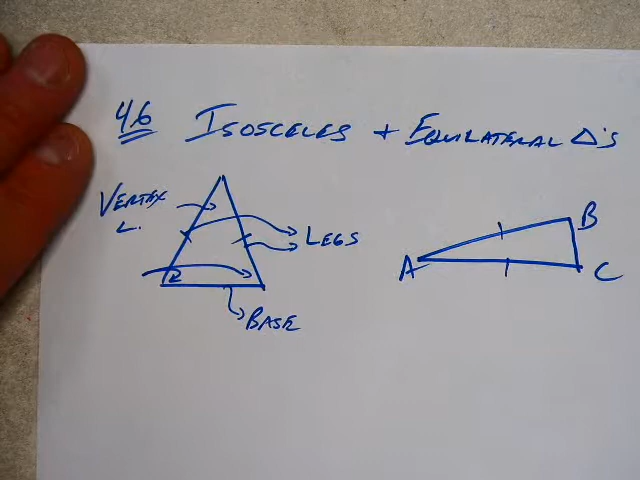 4.6 ISOSCELES + EQUILATERAL Δ'S
VERTEX
∠.
LEGS
BASE
A
B
C